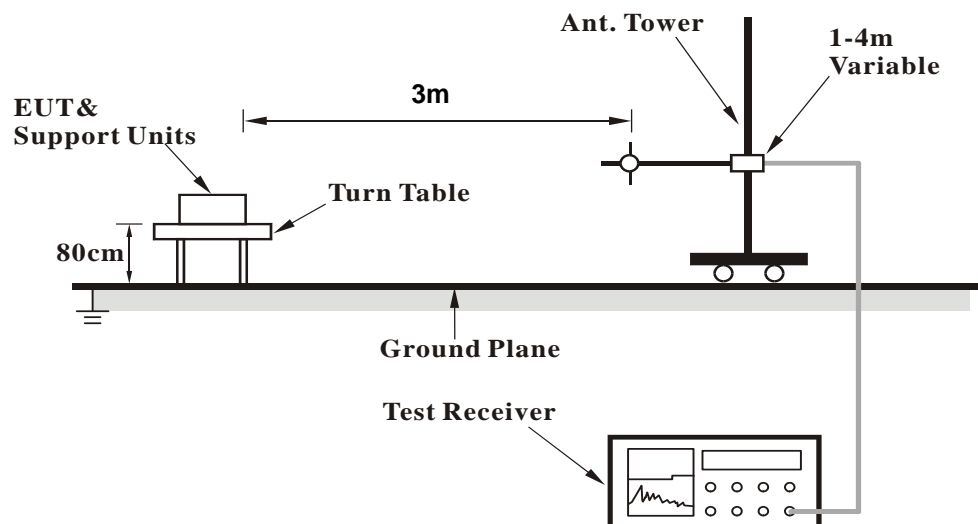 Ant. Tower
1-4m
Variable
3m
EUT&
Support Units
Turn Table
80cm
Ground Plane
Test Receiver